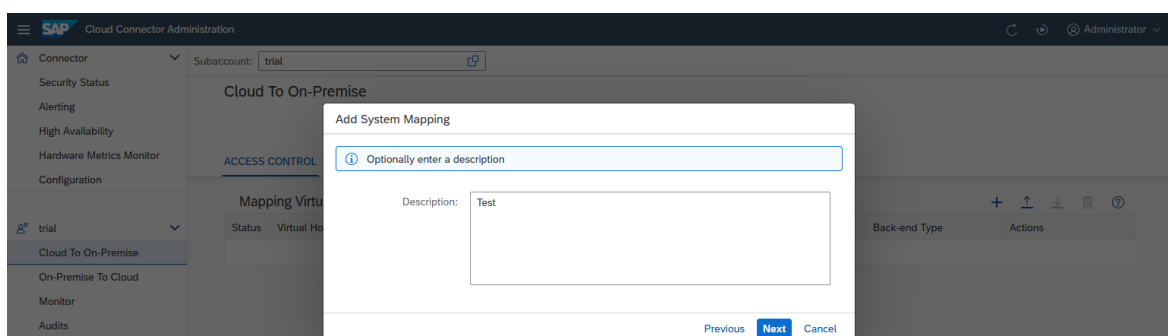 SAP Cloud Connector Administration
Administrator
Connector
Subaccount: trial
Security Status
Alerting
High Availability
Hardware Metrics Monitor
Configuration
trial
Cloud To On-Premise
On-Premise To Cloud
Monitor
Audits
Cloud To On-Premise
ACCESS CONTROL
Mapping Virtu
Status Virtual Ho
Back-end Type Actions
Add System Mapping
Optionally enter a description
Description: Test
Previous Next Cancel